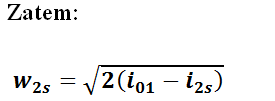 Zatem:
w₂ₛ = √2(i₀₁ − i₂ₛ)